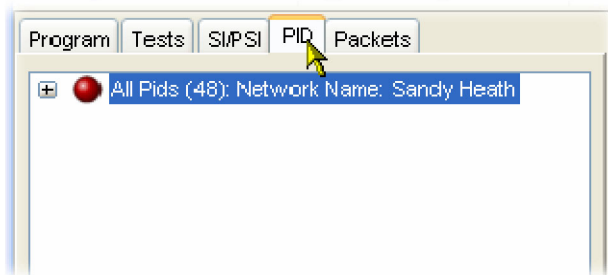 Program Tests SI/PSI PID Packets
All Pids (48): Network Name: Sandy Heath